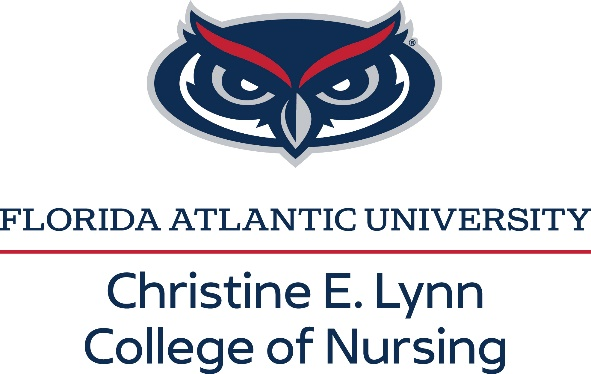 ®
FLORIDA ATLANTIC UNIVERSITY
Christine E. Lynn
College of Nursing